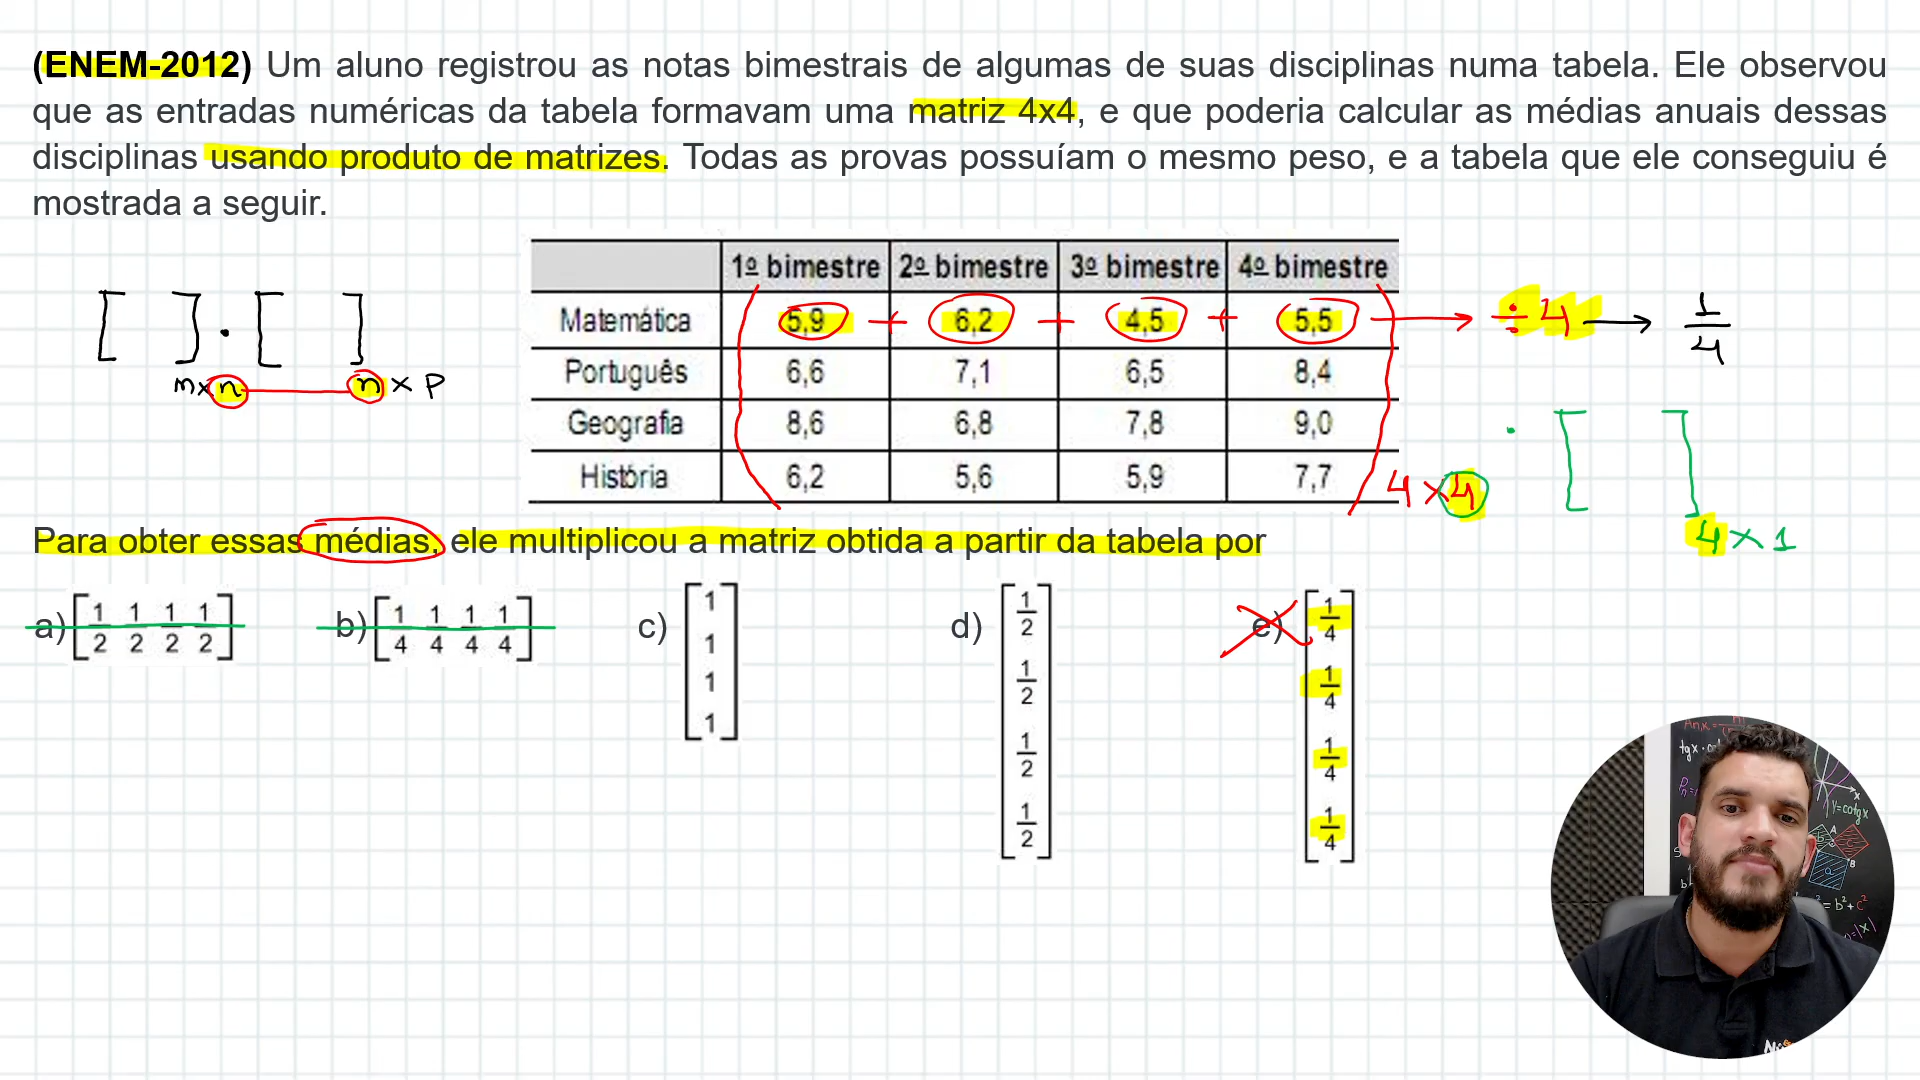 (ENEM-2012) Um aluno registrou as notas bimestrais de algumas de suas disciplinas numa tabela. Ele observou
que as entradas numéricas da tabela formavam uma matriz 4x4, e que poderia calcular as médias anuais dessas
disciplinas usando produto de matrizes. Todas as provas possuíam o mesmo peso, e a tabela que ele conseguiu é
mostrada a seguir.
1º bimestre 2º bimestre 3º bimestre 4º bimestre
Matemática 5,9 + 6,2 + 4,5 + 5,5 → ÷4 → 1/4
Português 6,6 7,1 6,5 8,4
Geografia 8,6 6,8 7,8 9,0
História 6,2 5,6 5,9 7,7
[ ] · [ ]
m×n n×p
4×4 · [ ] 4×1
Para obter essas médias, ele multiplicou a matriz obtida a partir da tabela por
a) [1/2 1/2 1/2 1/2]
b) [1/4 1/4 1/4 1/4]
c) [1 1 1 1]
d) [1/2 1/2 1/2 1/2]
e) [1/4 1/4 1/4 1/4]
tgx
y=cotgx